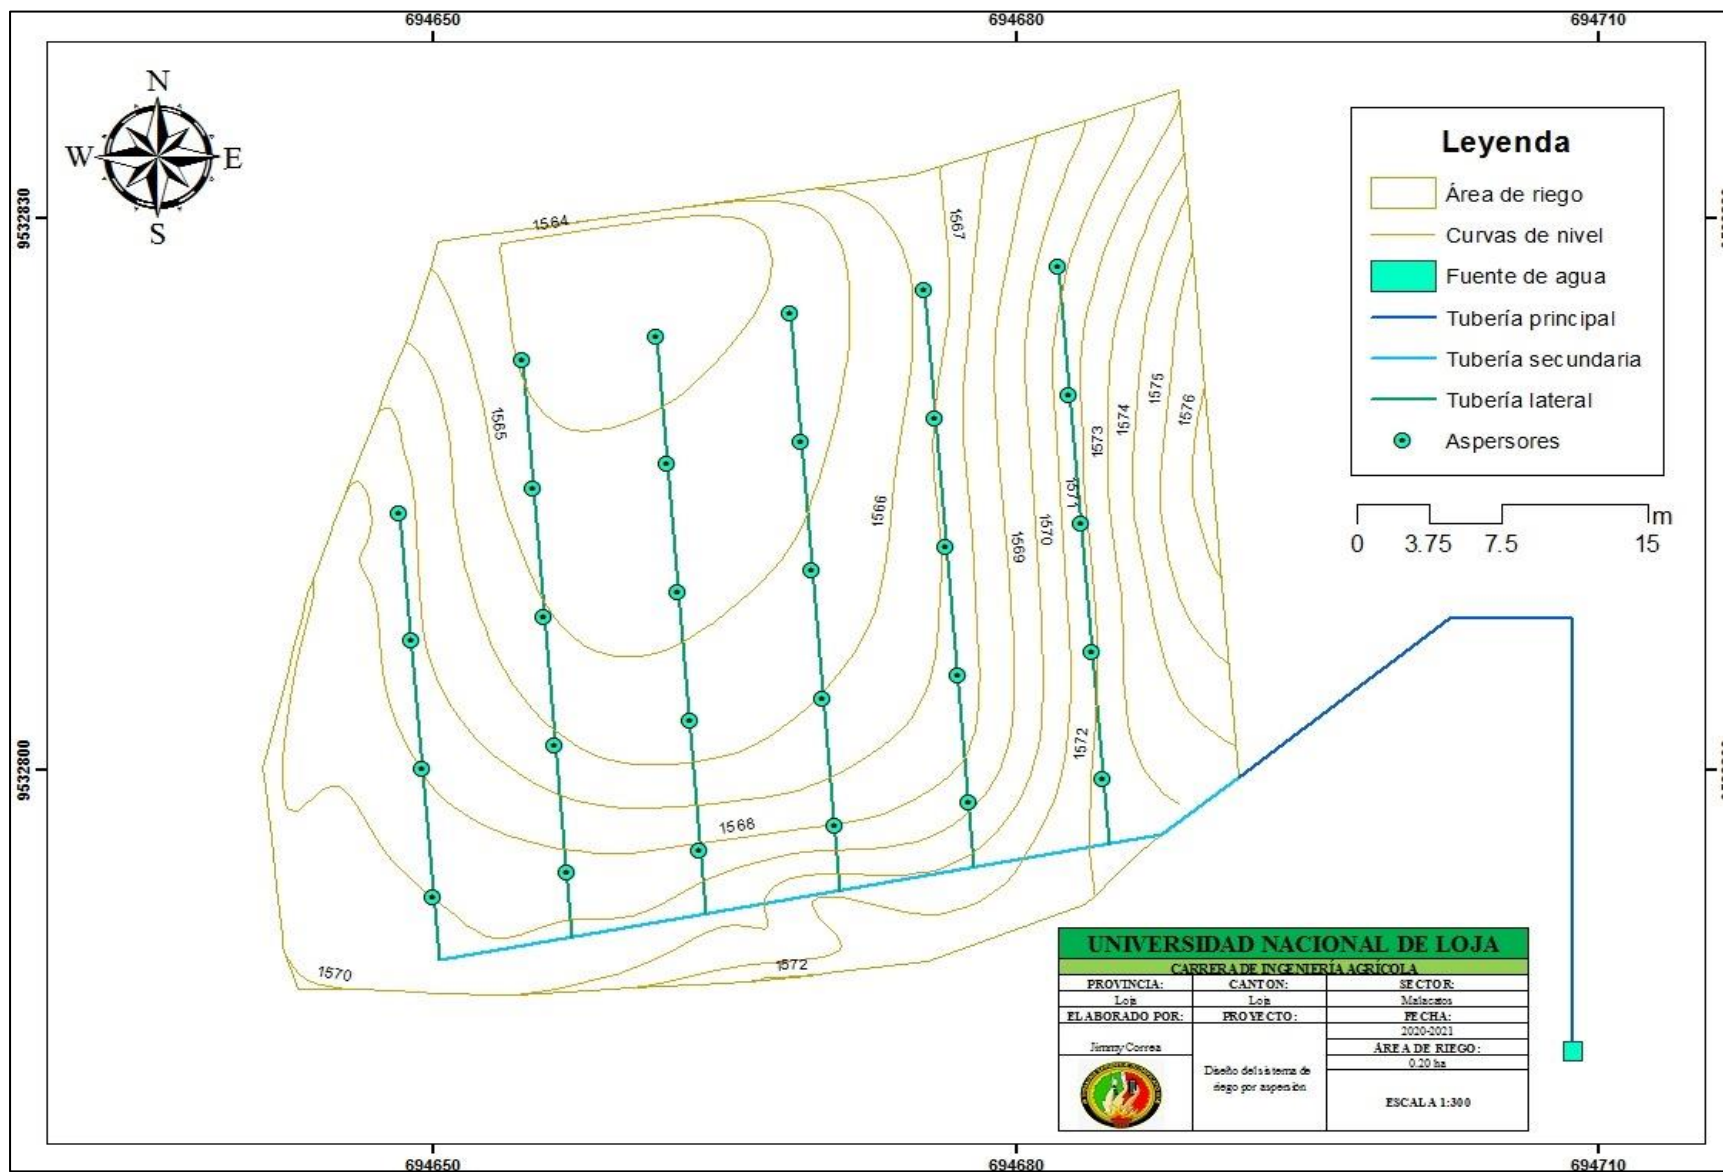 694650
694680
694710
N
W E
S
9532830
9532800
1564
1567
1565
1566
1575
1576
1574
1573
1571
1570
1569
1572
1568
1570
1572
Leyenda
Área de riego
Curvas de nivel
Fuente de agua
Tubería principal
Tubería secundaria
Tubería lateral
Aspersores
m
0 3.75 7.5 15
UNIVERSIDAD NACIONAL DE LOJA
CARRERA DE INGENIERÍA AGRÍCOLA
PROVINCIA: CANTON: SECTOR:
Loja Loja Malacatos
ELABORADO POR: PROYECTO: FECHA:
2020-2021
Jimmy Correa ÁREA DE RIEGO:
0.20 ha
Diseño del sistema de
riego por aspersión
ESCALA 1:300
694650
694680
694710